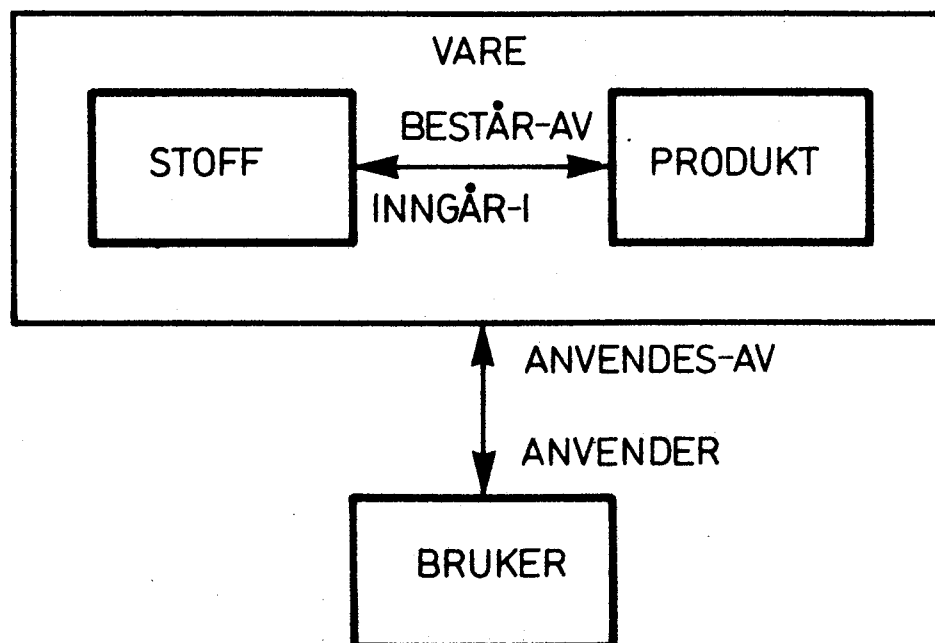 VARE
STOFF
BESTÅR-AV
INNGÅR-I
PRODUKT
ANVENDES-AV
ANVENDER
BRUKER